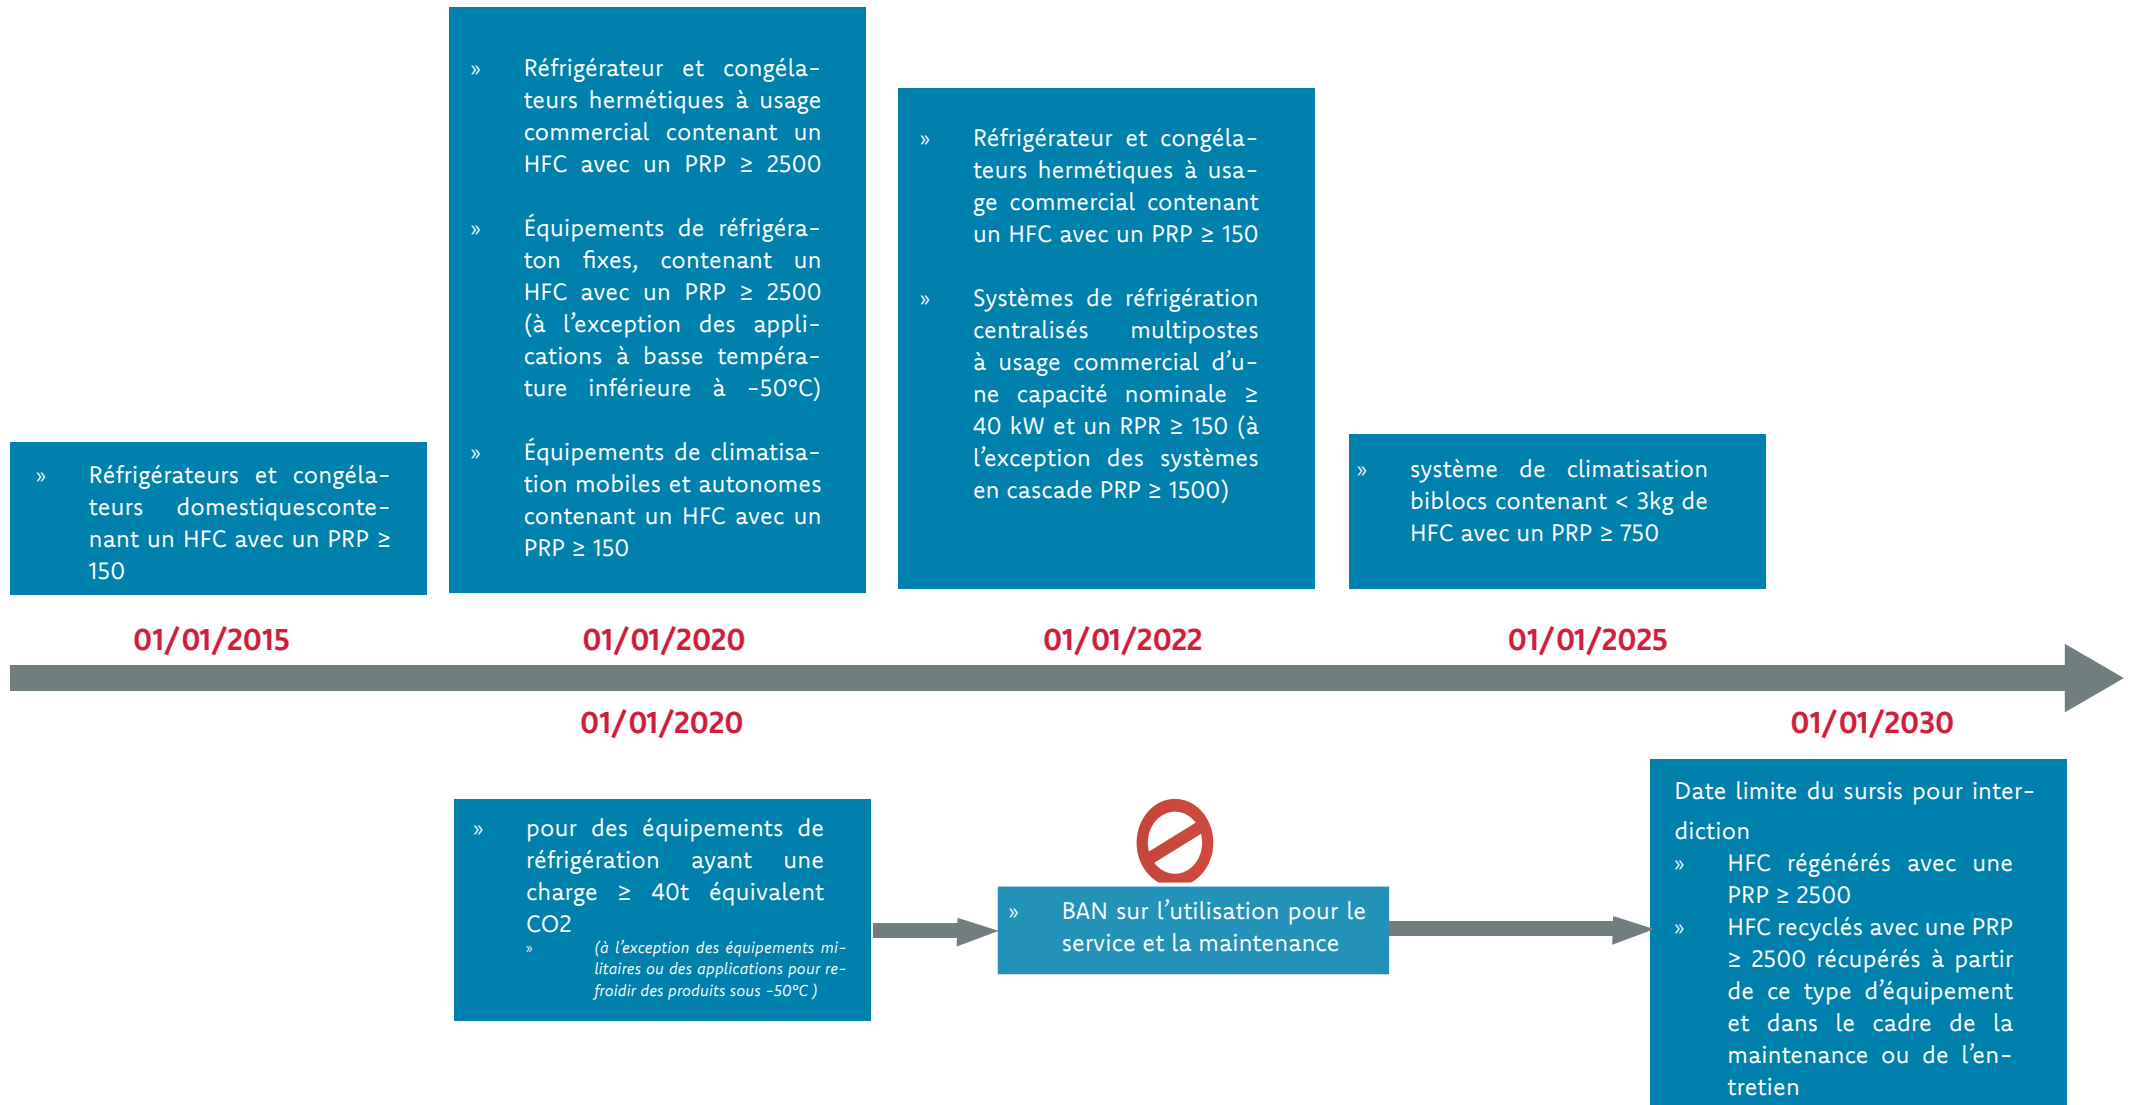 » Réfrigérateurs et congéla-
teurs domestiquesconte-
nant un HFC avec un PRP ≥
150
» Réfrigérateur et congéla-
teurs hermétiques à usage
commercial contenant un
HFC avec un PRP ≥ 2500
» Équipements de réfrigéra-
ton fixes, contenant un
HFC avec un PRP ≥ 2500
(à l'exception des appli-
cations à basse tempéra-
ture inférieure à -50°C)
» Équipements de climatisa-
tion mobiles et autonomes
contenant un HFC avec un
PRP ≥ 150
» Réfrigérateur et congéla-
teurs hermétiques à usa-
ge commercial contenant
un HFC avec un PRP ≥ 150
» Systèmes de réfrigération
centralisés multipostes
à usage commercial d'u-
ne capacité nominale ≥
40 kW et un RPR ≥ 150 (à
l'exception des systèmes
en cascade PRP ≥ 1500)
» système de climatisation
biblocs contenant < 3kg de
HFC avec un PRP ≥ 750
01/01/2015
01/01/2020
01/01/2022
01/01/2025
01/01/2020
01/01/2030
» pour des équipements de
réfrigération ayant une
charge ≥ 40t équivalent
CO2
» (à l'exception des équipements mi-
litaires ou des applications pour re-
froidir des produits sous -50°C )
» BAN sur l'utilisation pour le
service et la maintenance
Date limite du sursis pour inter-
diction
» HFC régénérés avec une
PRP ≥ 2500
» HFC recyclés avec une PRP
≥ 2500 récupérés à partir
de ce type d'équipement
et dans le cadre de la
maintenance ou de l'en-
tretien